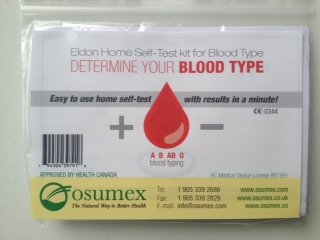 Eldon Home Self-Test kit for Blood Type
DETERMINE YOUR BLOOD TYPE
Easy to use home self-test with results in a minute!
CE 0344
+ −
A B AB O
blood typing
APPROVED BY HEALTH CANADA
HC Medical Device License #57991
osumex
The Natural Way to Better Health
Tel: 1 905 339 2686
Fax: 1 905 339 2829
E-mail: info@osumex.com
www.osumex.com
www.osumex.co.uk
www.osumex.us